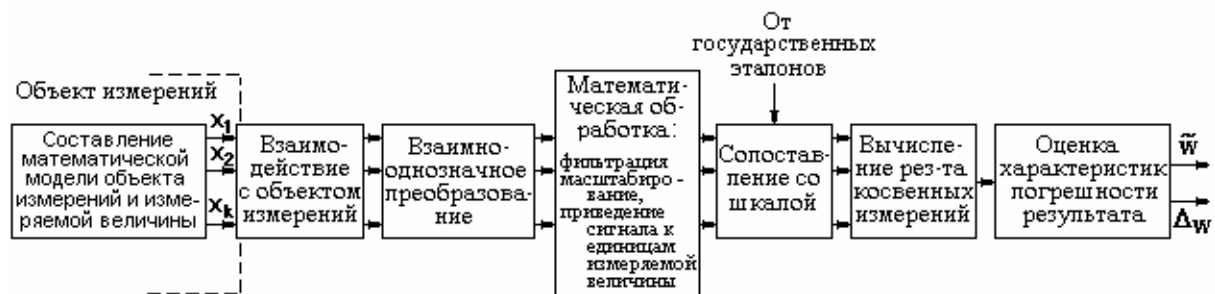 Объект измерений
Составление
математической
модели объекта
измерений и изме-
ряемой величины
x1
x2
xk
Взаимо-
действие
с объектом
измерений
Взаимно-
однозначное
преобразова-
ние
Математи-
ческая об-
работка:
фильтрация
масштабиро-
вание,
приведение
сигнала к
единицам
измеряемой
величины
От
государственных
эталонов
Сопостав-
ление со
шкалой
Вычисле-
ние рез-та
косвенных
измерений
Оценка
характеристик
погрешности
результата
w̃
Δw